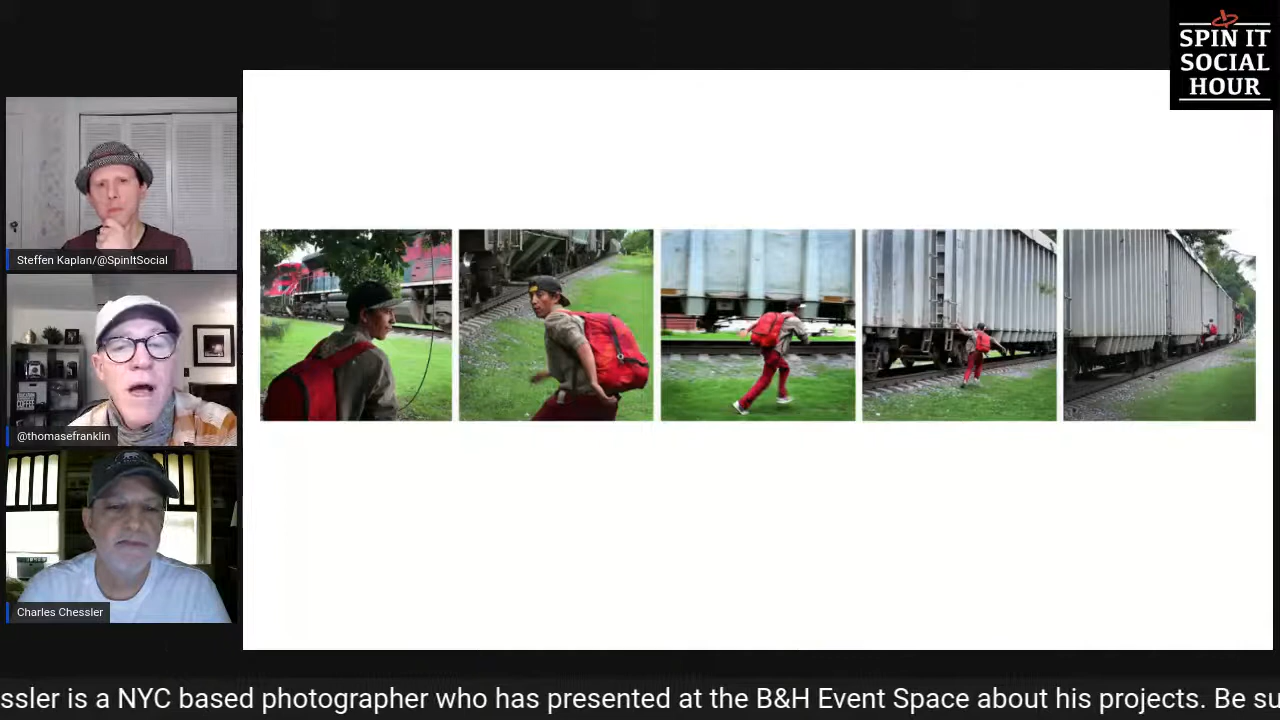 SPIN IT
SOCIAL
HOUR
Steffen Kaplan/@SpinItSocial
@thomasefranklin
Charles Chessler
ssler is a NYC based photographer who has presented at the B&H Event Space about his projects. Be su